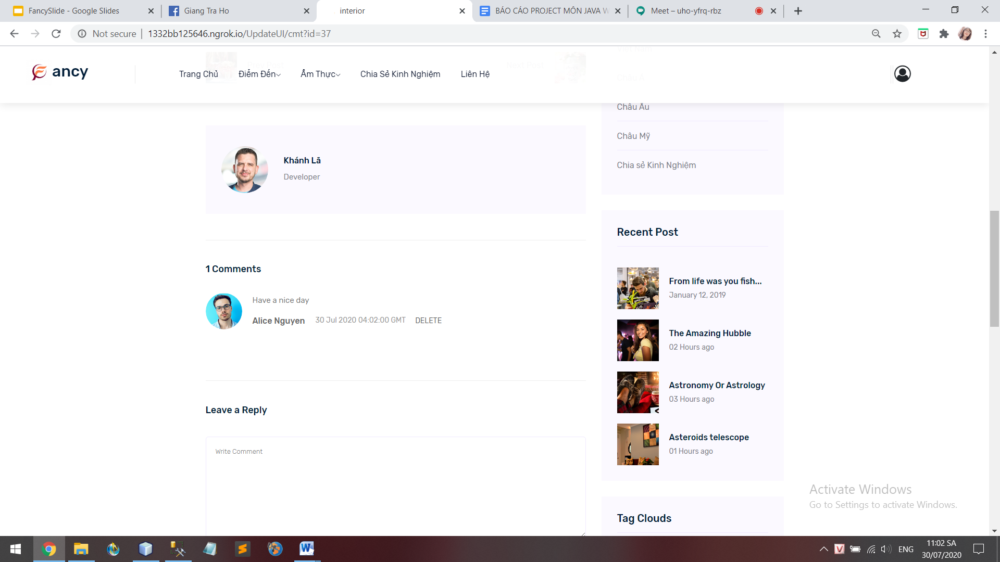 FancySlide - Google Slides
Giang Tra Ho
interior
BÁO CÁO PROJECT MÔN JAVA W
Meet – uho-yfrq-rbz
Not secure
1332bb125646.ngrok.io/UpdateUI/cmt?id=37
ancy
Trang Chủ
Điểm Đến
Ẩm Thực
Chia Sẻ Kinh Nghiệm
Liên Hệ
Next Post
Việt Nam
Châu Á
Châu Âu
Châu Mỹ
Chia sẻ Kinh Nghiệm
Khánh Lã
Developer
1 Comments
Have a nice day
Alice Nguyen 30 Jul 2020 04:02:00 GMT DELETE
Leave a Reply
Write Comment
Recent Post
From life was you fish...
January 12, 2019
The Amazing Hubble
02 Hours ago
Astronomy Or Astrology
03 Hours ago
Asteroids telescope
01 Hours ago
Tag Clouds
Activate Windows
Go to Settings to activate Windows.
ENG
11:02 SA
30/07/2020